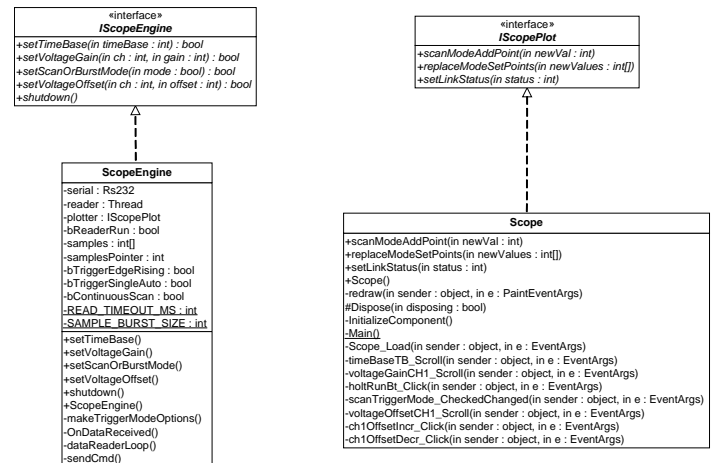 «interface»
IScopeEngine
+setTimeBase(in timeBase : int) : bool
+setVoltageGain(in ch : int, in gain : int) : bool
+setScanOrBurstMode(in mode : bool) : bool
+setVoltageOffset(in ch : int, in offset : int) : bool
+shutdown()
«interface»
IScopePlot
+scanModeAddPoint(in newVal : int)
+replaceModeSetPoints(in newValues : int[])
+setLinkStatus(in status : int)
ScopeEngine
-serial : Rs232
-reader : Thread
-plotter : IScopePlot
-bReaderRun : bool
-samples : int[]
-samplesPointer : int
-bTriggerEdgeRising : bool
-bTriggerSingleAuto : bool
-bContinuousScan : bool
-READ_TIMEOUT_MS : int
-SAMPLE_BURST_SIZE : int
+setTimeBase()
+setVoltageGain()
+setScanOrBurstMode()
+setVoltageOffset()
+shutdown()
+ScopeEngine()
-makeTriggerModeOptions()
-OnDataReceived()
-dataReaderLoop()
-sendCmd()
Scope
+scanModeAddPoint(in newVal : int)
+replaceModeSetPoints(in newValues : int[])
+setLinkStatus(in status : int)
+Scope()
-redraw(in sender : object, in e : PaintEventArgs)
#Dispose(in disposing : bool)
-InitializeComponent()
-Main()
-Scope_Load(in sender : object, in e : EventArgs)
-timeBaseTB_Scroll(in sender : object, in e : EventArgs)
-voltageGainCH1_Scroll(in sender : object, in e : EventArgs)
-holtRunBt_Click(in sender : object, in e : EventArgs)
-scanTriggerMode_CheckedChanged(in sender : object, in e : EventArgs)
-voltageOffsetCH1_Scroll(in sender : object, in e : EventArgs)
-ch1OffsetIncr_Click(in sender : object, in e : EventArgs)
-ch1OffsetDecr_Click(in sender : object, in e : EventArgs)